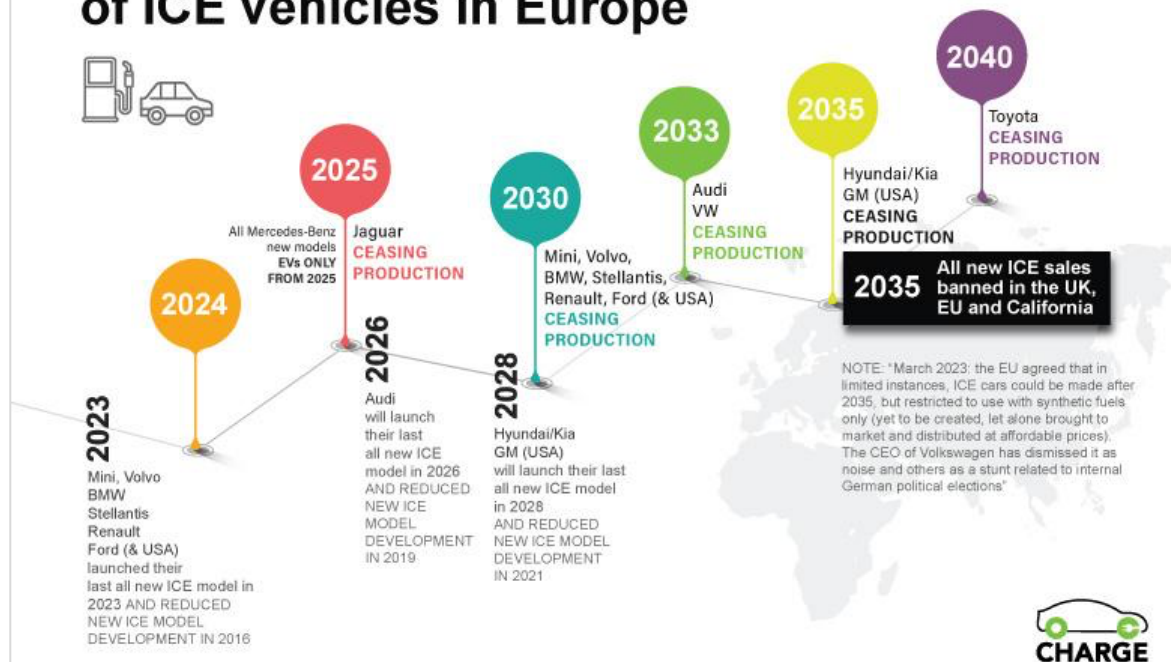 of ICE vehicles in Europe
2023
Mini, Volvo
BMW
Stellantis
Renault
Ford (& USA)
launched their
last all new ICE model in
2023 AND REDUCED
NEW ICE MODEL
DEVELOPMENT IN 2016
2024
All Mercedes-Benz
new models
EVs ONLY
FROM 2025
2025
Jaguar
CEASING
PRODUCTION
2026
Audi
will launch
their last
all new ICE
model in 2026
AND REDUCED
NEW ICE
MODEL
DEVELOPMENT
IN 2019
2028
Hyundai/Kia
GM (USA)
will launch their last
all new ICE model
in 2028
AND REDUCED
NEW ICE MODEL
DEVELOPMENT
IN 2021
2030
Mini, Volvo,
BMW, Stellantis,
Renault, Ford (& USA)
CEASING
PRODUCTION
2033
Audi
VW
CEASING
PRODUCTION
2035
Hyundai/Kia
GM (USA)
CEASING
PRODUCTION
2035
All new ICE sales
banned in the UK,
EU and California
2040
Toyota
CEASING
PRODUCTION
NOTE: "March 2023: the EU agreed that in
limited instances, ICE cars could be made after
2035, but restricted to use with synthetic fuels
only (yet to be created, let alone brought to
market and distributed at affordable prices).
The CEO of Volkswagen has dismissed it as
noise and others as a stunt related to internal
German political elections"
CHARGE